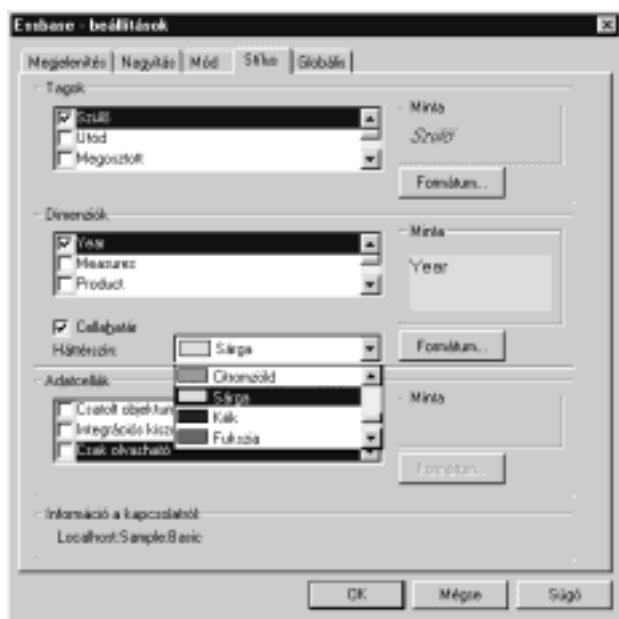 Essbase - beállítások
Megjelenítés Nagyítás Mód Stílus Globális
Tagok
Szülő
Utód
Megosztott
Minta
Szülő
Formátum...
Dimenziók
Year
Measures
Product
Minta
Year
Cellahatár
Háttérszín: Sárga
Formátum...
Citromzöld
Sárga
Kék
Fukszia
Adatcellák
Csatolt objektum
Integrációs kisz
Csak olvasható
Minta
Formátum...
Információ a kapcsolatról:
Localhost:Sample:Basic
OK Mégse Súgó